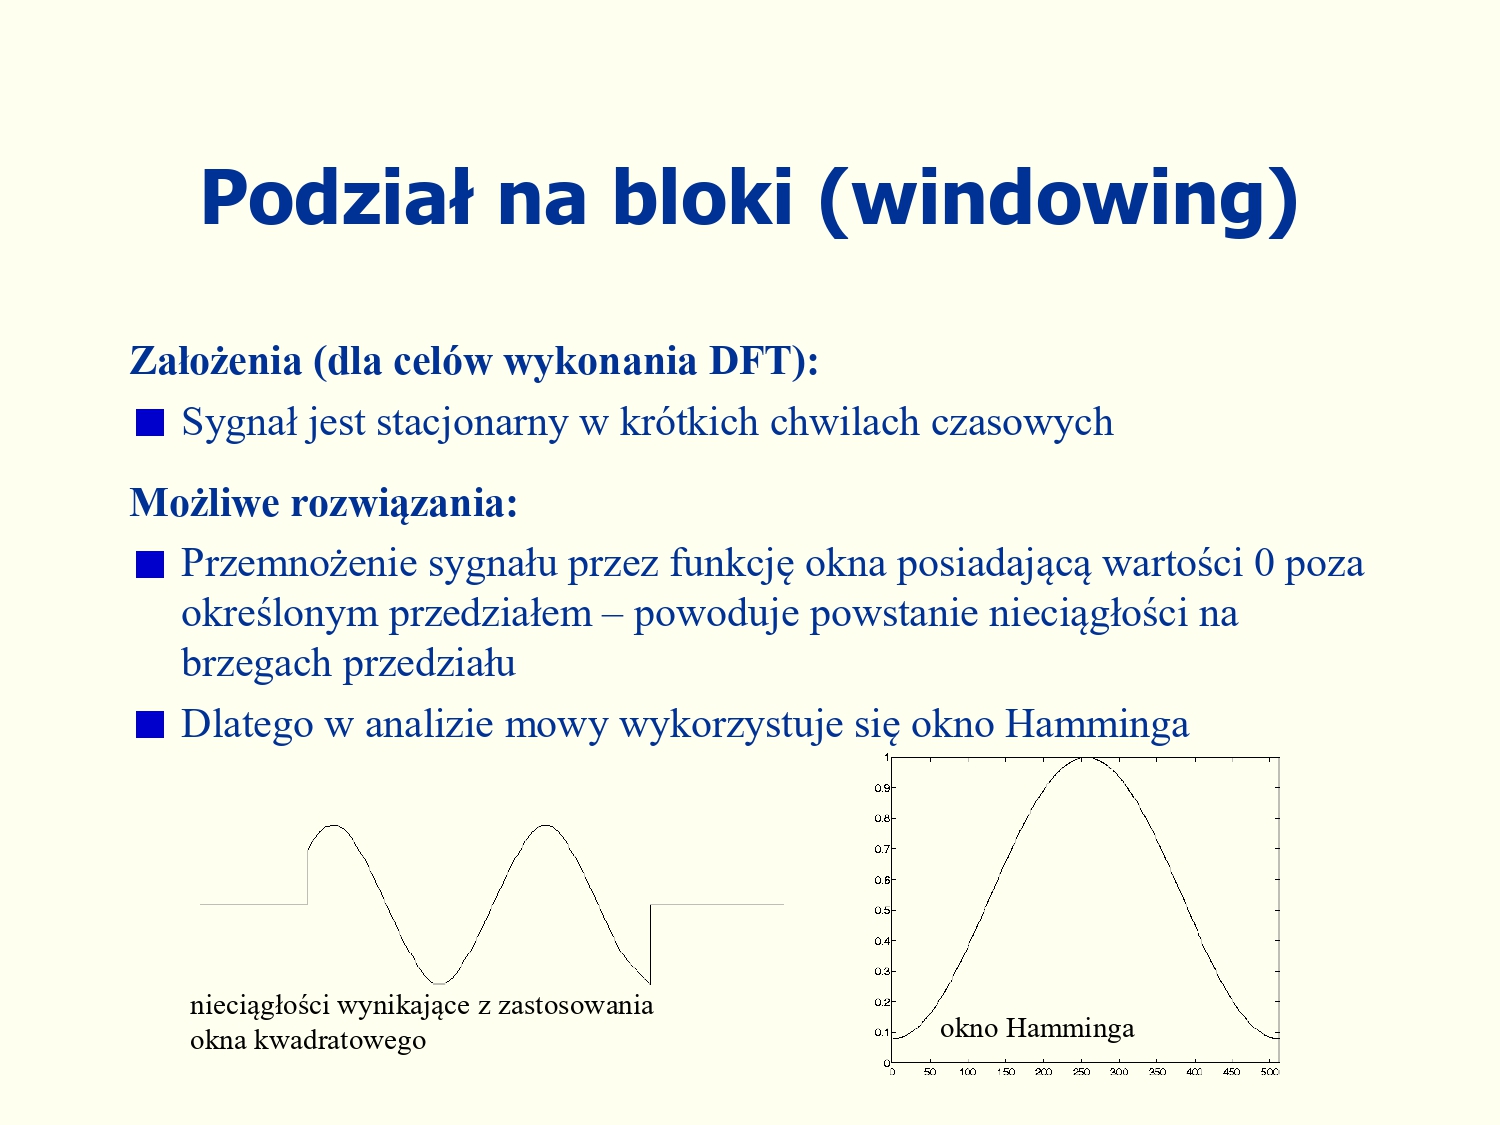 Podział na bloki (windowing)
Założenia (dla celów wykonania DFT):
Sygnał jest stacjonarny w krótkich chwilach czasowych
Możliwe rozwiązania:
Przemnożenie sygnału przez funkcję okna posiadającą wartości 0 poza
określonym przedziałem – powoduje powstanie nieciągłości na
brzegach przedziału
Dlatego w analizie mowy wykorzystuje się okno Hamminga
nieciągłości wynikające z zastosowania
okna kwadratowego
1
0.9
0.8
0.7
0.6
0.5
0.4
0.3
0.2
0.1
0
okno Hamminga
0 50 100 150 200 250 300 350 400 450 500